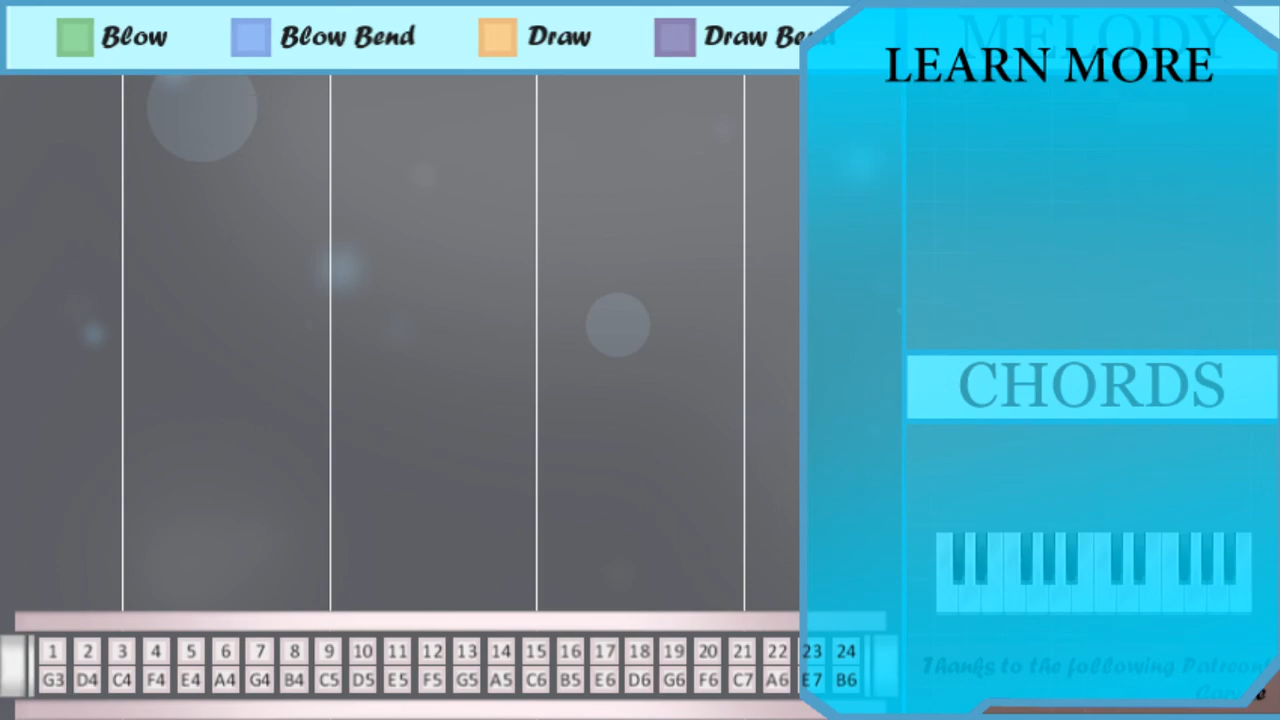 Blow Blow Bend Draw Draw Bend MELODY
LEARN MORE
CHORDS
1 2 3 4 5 6 7 8 9 10 11 12 13 14 15 16 17 18 19 20 21 22 23 24
G3 D4 C4 F4 E4 A4 G4 B4 C5 D5 E5 F5 G5 A5 C6 B5 E6 D6 G6 F6 C7 A6 E7 B6
Thanks to the following Patreon